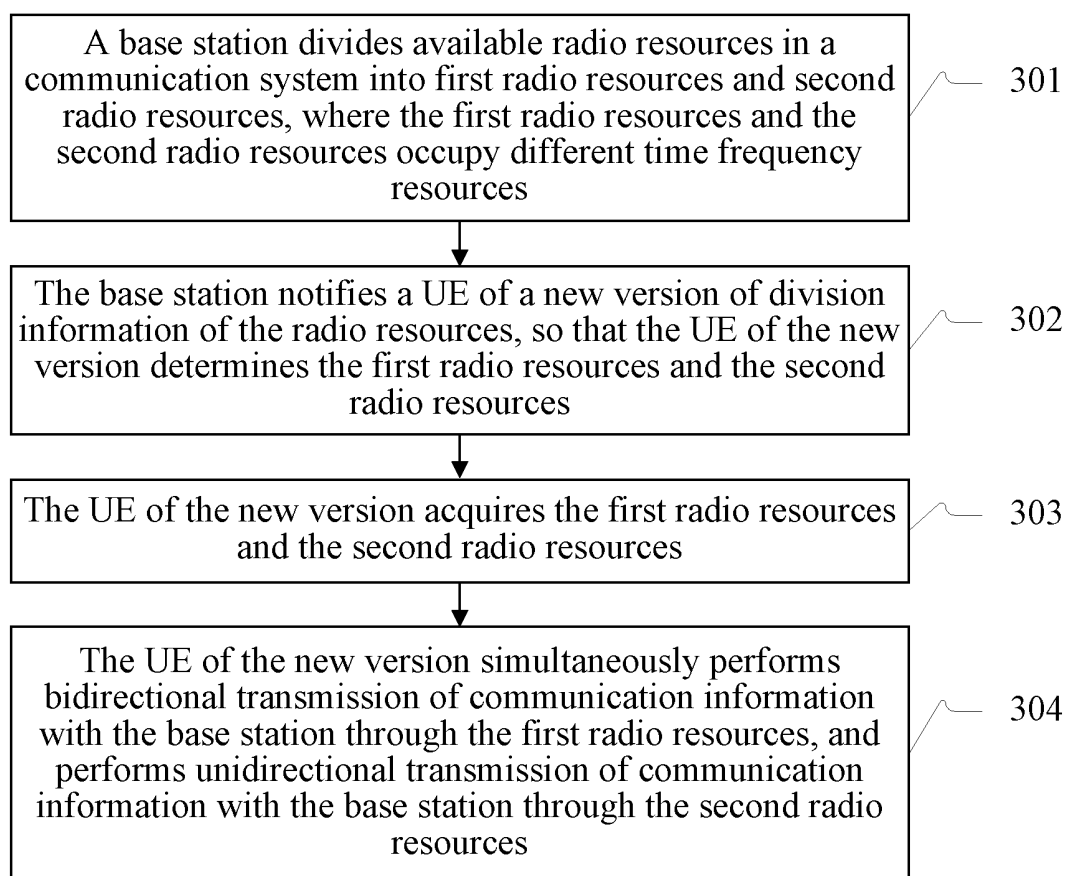 A base station divides available radio resources in a
communication system into first radio resources and second
radio resources, where the first radio resources and the
second radio resources occupy different time frequency
resources
301
The base station notifies a UE of a new version of division
information of the radio resources, so that the UE of the new
version determines the first radio resources and the second
radio resources
302
The UE of the new version acquires the first radio resources
and the second radio resources
303
The UE of the new version simultaneously performs
bidirectional transmission of communication information
with the base station through the first radio resources, and
performs unidirectional transmission of communication
information with the base station through the second radio
resources
304